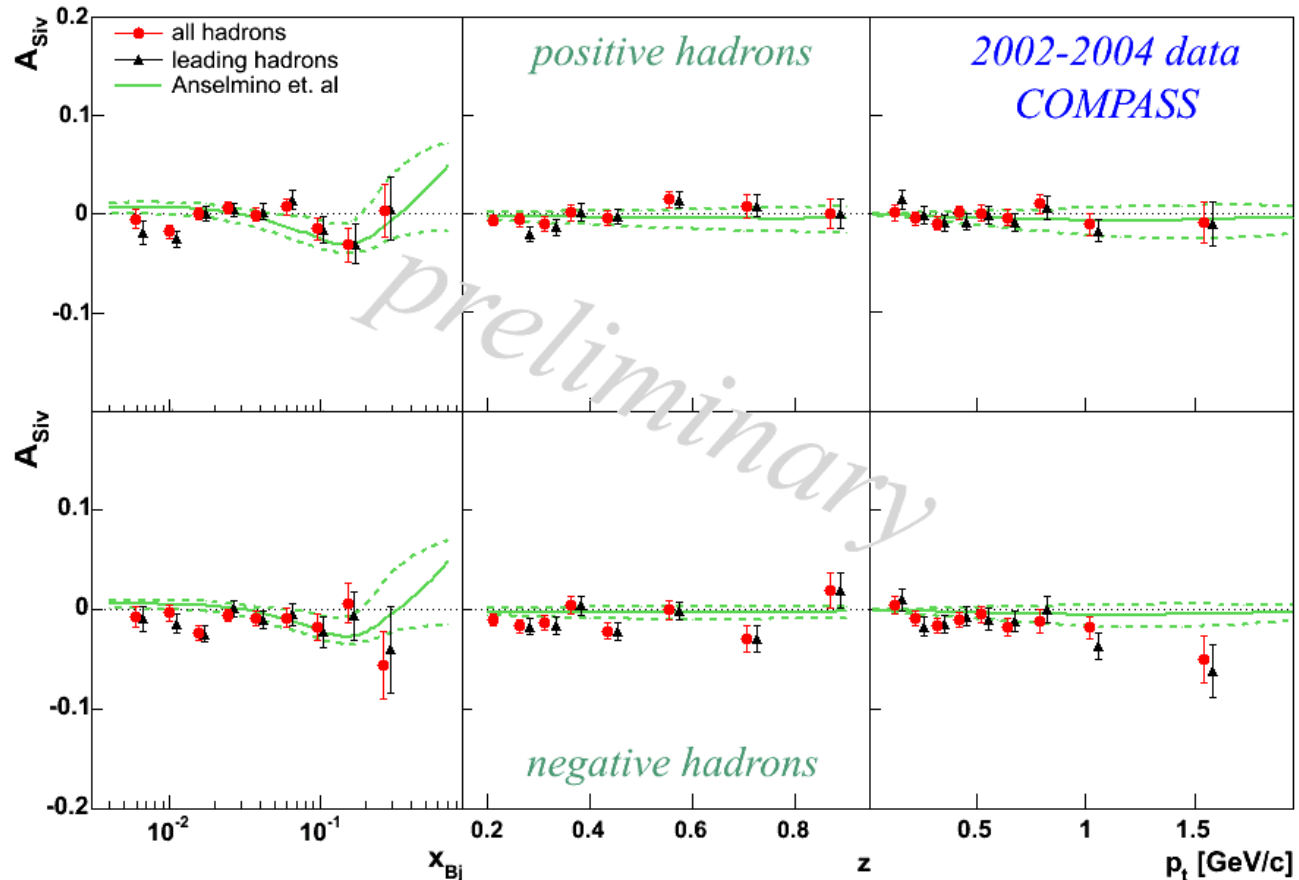 A_Siv
0.2
0.1
0
-0.1
all hadrons
leading hadrons
Anselmino et. al
positive hadrons
2002-2004 data
COMPASS
preliminary
A_Siv
0.1
0
-0.1
-0.2
negative hadrons
10^-2 10^-1
x_Bj
0.2 0.4 0.6 0.8
z
0.5 1 1.5
p_t [GeV/c]